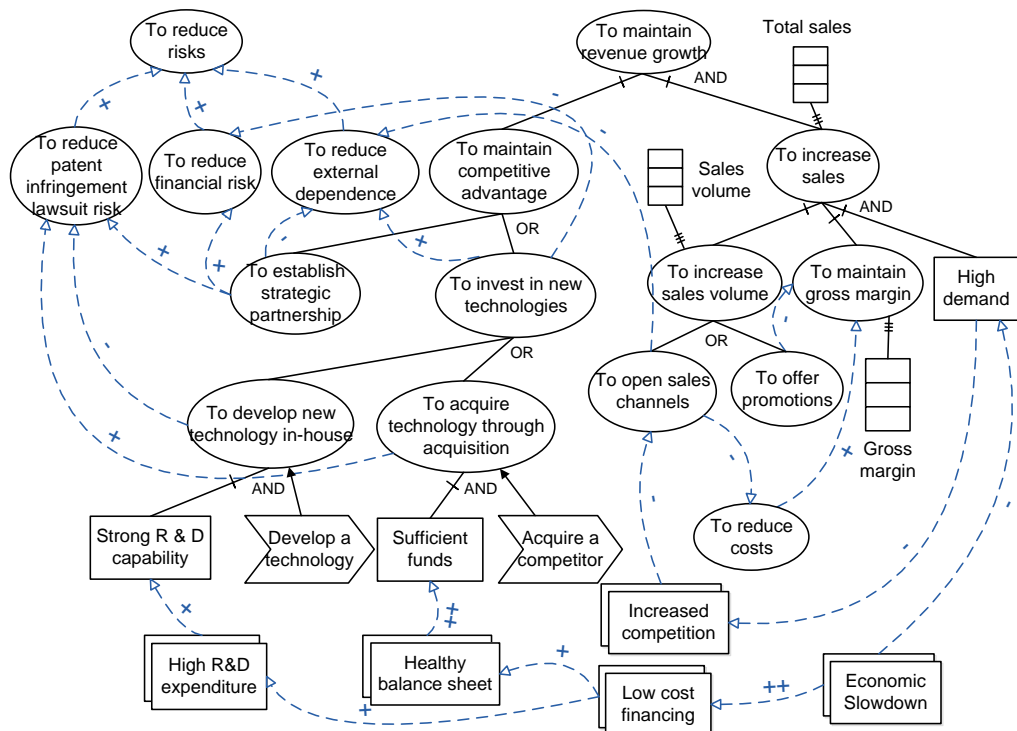 To reduce
risks
To maintain
revenue growth
Total sales
AND
To reduce
patent
infringement
lawsuit risk
To reduce
financial risk
To reduce
external
dependence
To maintain
competitive
advantage
Sales
volume
To increase
sales
OR
AND
To establish
strategic
partnership
To invest in new
technologies
To increase
sales volume
To maintain
gross margin
High
demand
OR
OR
To open sales
channels
To offer
promotions
To develop new
technology in-house
To acquire
technology through
acquisition
Gross
margin
AND
AND
Strong R & D
capability
Develop a
technology
Sufficient
funds
Acquire a
competitor
To reduce
costs
Increased
competition
High R&D
expenditure
Healthy
balance sheet
Low cost
financing
Economic
Slowdown
+
+
+
-
-
+
+
-
+
-
-
-
+
-
+
-
-
-
+
++
+
+
++